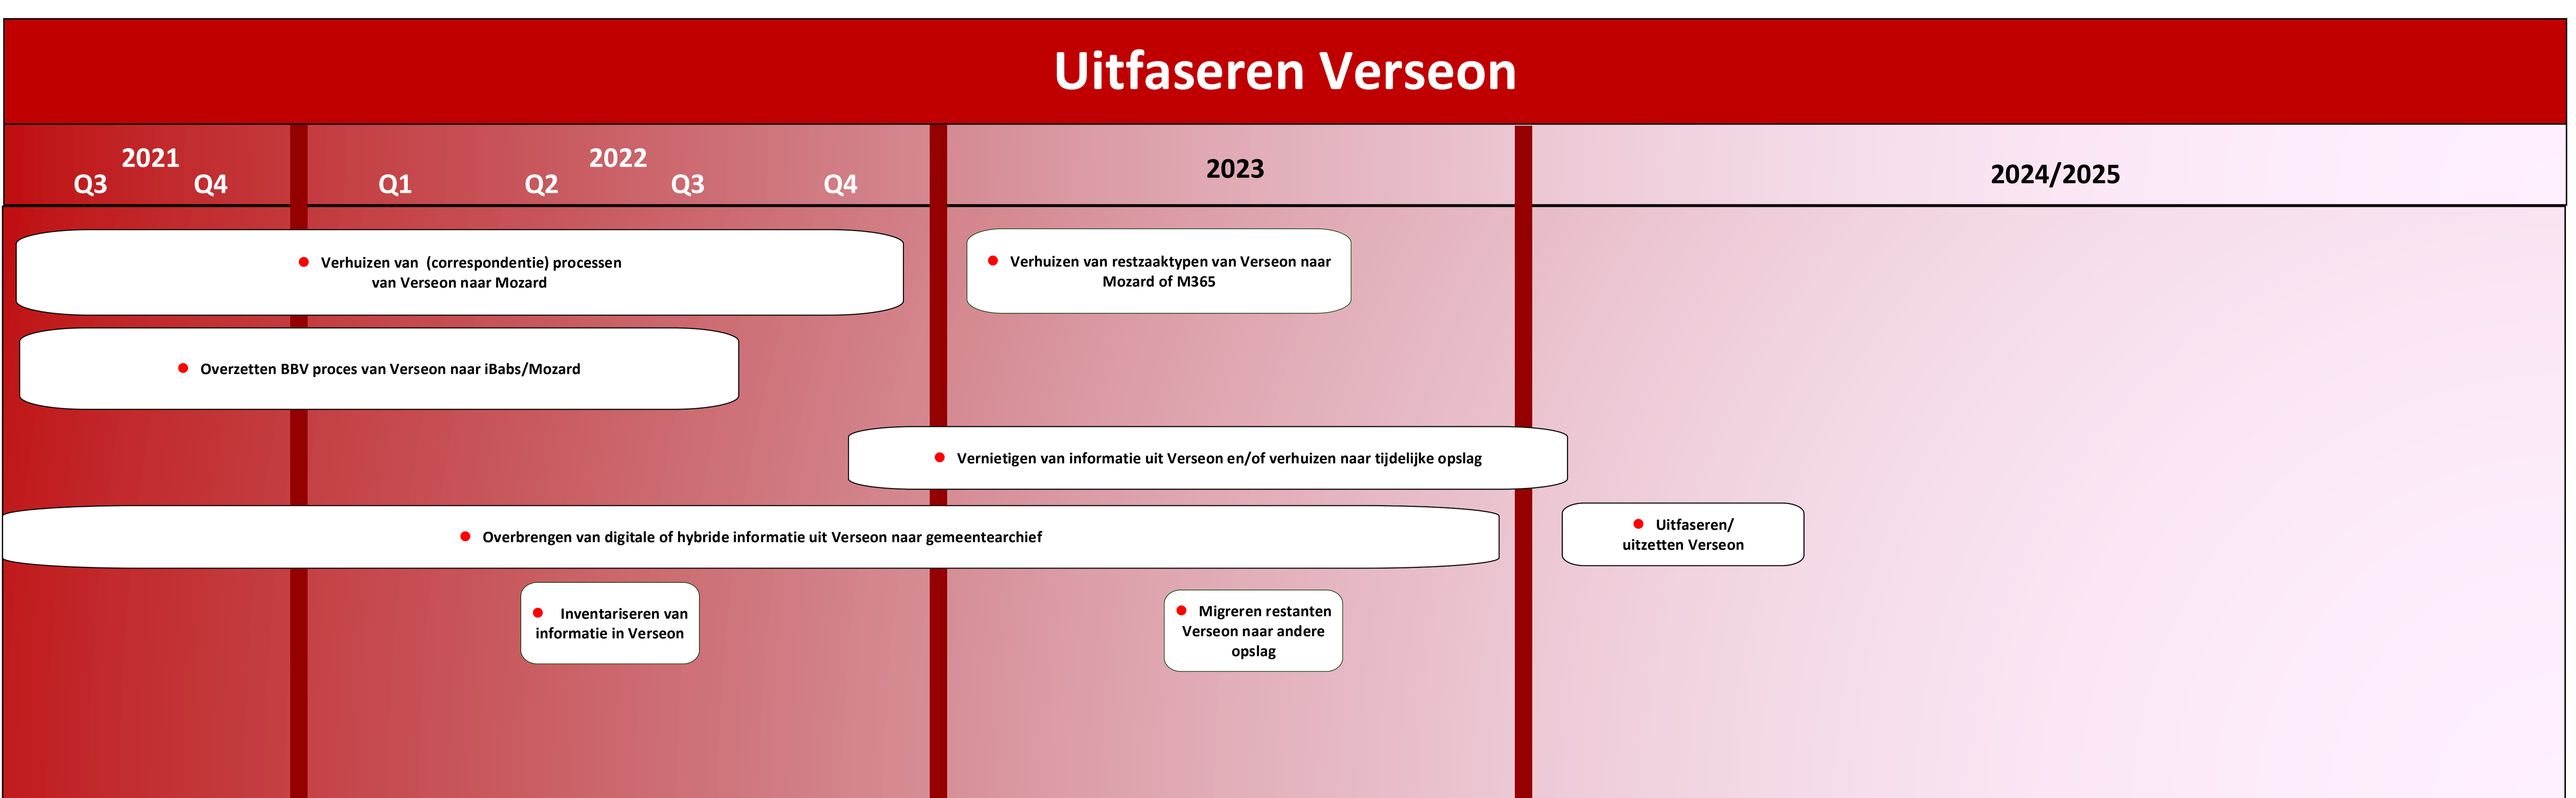 Uitfaseren Verseon
2021
Q3 Q4
2022
Q1 Q2 Q3 Q4
2023
2024/2025
Verhuizen van (correspondentie) processen
van Verseon naar Mozard
Verhuizen van restzaaktypen van Verseon naar
Mozard of M365
Overzetten BBV proces van Verseon naar iBabs/Mozard
Vernietigen van informatie uit Verseon en/of verhuizen naar tijdelijke opslag
Overbrengen van digitale of hybride informatie uit Verseon naar gemeentearchief
Uitfaseren/
uitzetten Verseon
Inventariseren van
informatie in Verseon
Migreren restanten
Verseon naar andere
opslag